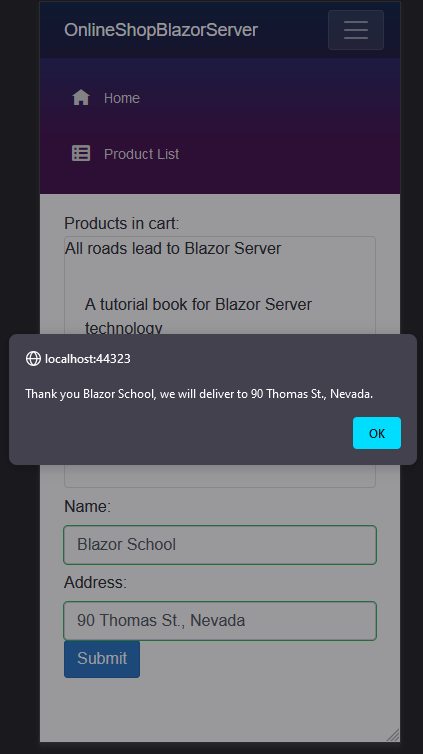 OnlineShopBlazorServer
Home
Product List
Products in cart:
All roads lead to Blazor Server
A tutorial book for Blazor Server
technology
localhost:44323
Thank you Blazor School, we will deliver to 90 Thomas St., Nevada.
OK
Name:
Blazor School
Address:
90 Thomas St., Nevada
Submit